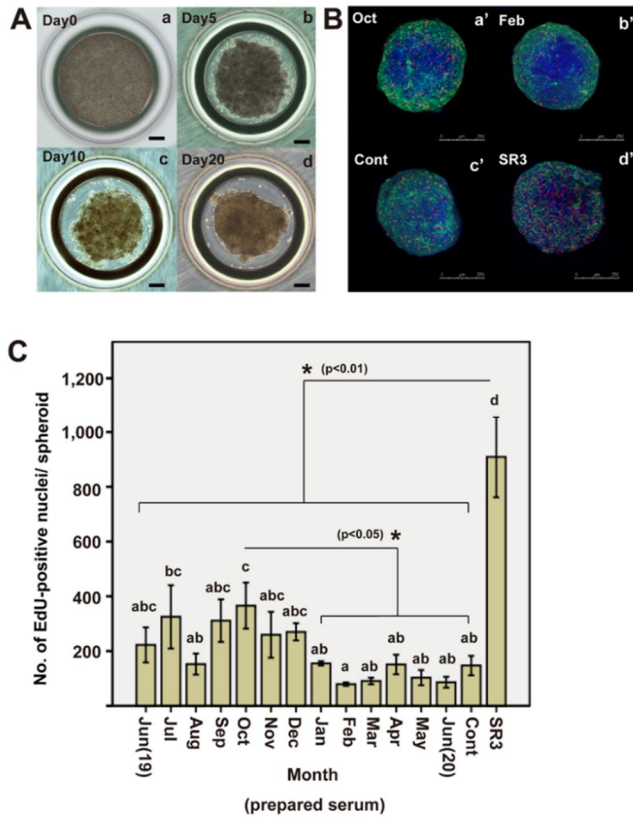 A
Day0
a
Day5
b
Day10
c
Day20
d
B
Oct
a'
Feb
b'
Cont
c'
SR3
d'
C
No. of EdU-positive nuclei/ spheroid
1,200
1,000
800
600
400
200
* (p<0.01)
(p<0.05) *
abc
bc
ab
abc
c
abc
abc
ab
a
ab
ab
ab
ab
ab
d
Jun(19)
Jul
Aug
Sep
Oct
Nov
Dec
Jan
Feb
Mar
Apr
May
Jun(20)
Cont
SR3
Month
(prepared serum)